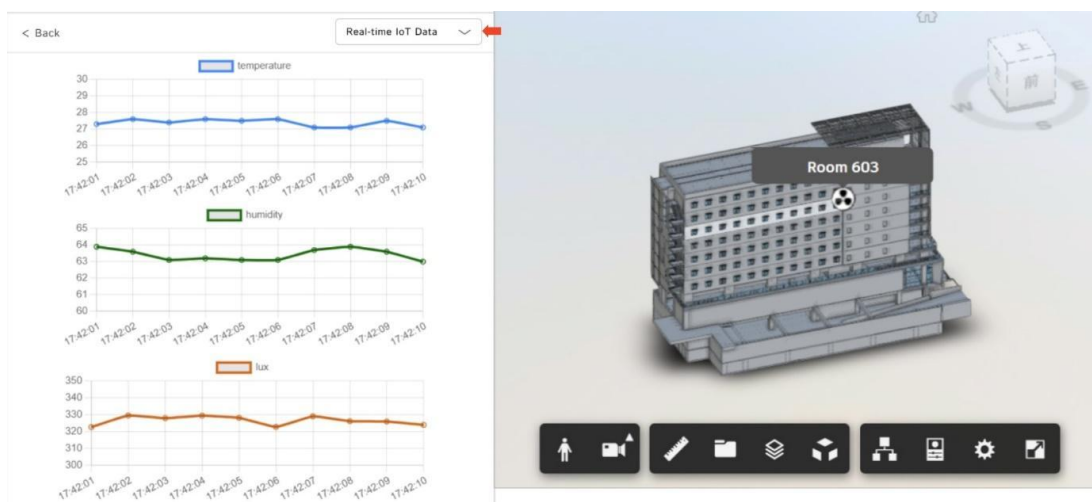 < Back
Real-time IoT Data
temperature
30
29
28
27
26
25
17:42:01 17:42:02 17:42:03 17:42:04 17:42:05 17:42:06 17:42:07 17:42:08 17:42:09 17:42:10
humidity
65
64
63
62
61
60
17:42:01 17:42:02 17:42:03 17:42:04 17:42:05 17:42:06 17:42:07 17:42:08 17:42:09 17:42:10
lux
350
340
330
320
310
300
17:42:01 17:42:02 17:42:03 17:42:04 17:42:05 17:42:06 17:42:07 17:42:08 17:42:09 17:42:10
上
前
W
S
E
Room 603